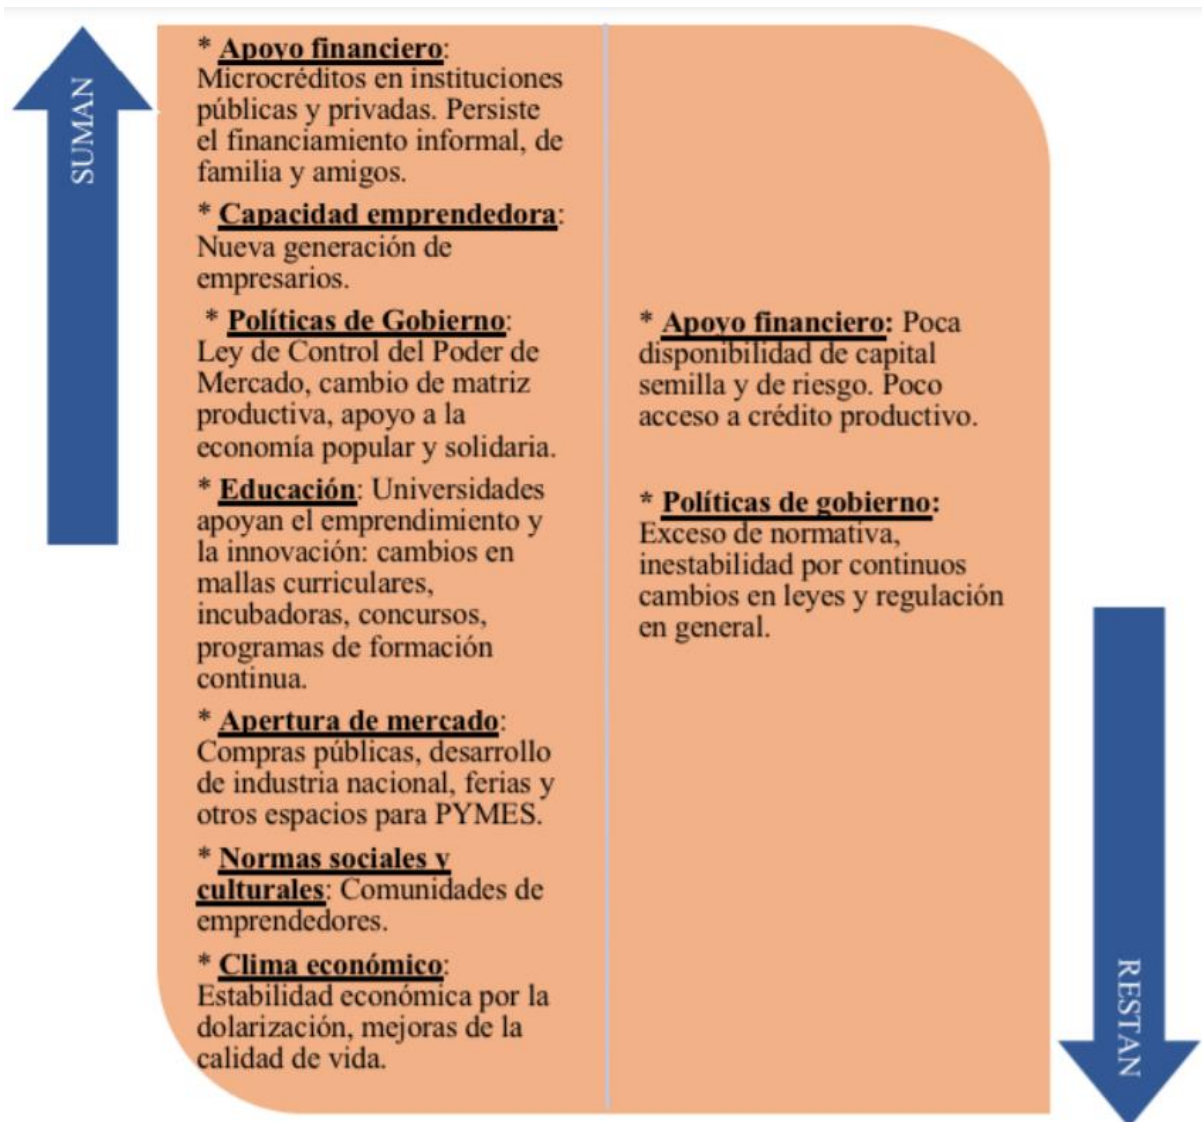 SUMAN
* Apoyo financiero:
Microcréditos en instituciones
públicas y privadas. Persiste
el financiamiento informal, de
familia y amigos.
* Capacidad emprendedora:
Nueva generación de
empresarios.
* Políticas de Gobierno:
Ley de Control del Poder de
Mercado, cambio de matriz
productiva, apoyo a la
economía popular y solidaria.
* Educación: Universidades
apoyan el emprendimiento y
la innovación: cambios en
mallas curriculares,
incubadoras, concursos,
programas de formación
continua.
* Apertura de mercado:
Compras públicas, desarrollo
de industria nacional, ferias y
otros espacios para PYMES.
* Normas sociales y
culturales: Comunidades de
emprendedores.
* Clima económico:
Estabilidad económica por la
dolarización, mejoras de la
calidad de vida.
* Apoyo financiero: Poca
disponibilidad de capital
semilla y de riesgo. Poco
acceso a crédito productivo.
* Políticas de gobierno:
Exceso de normativa,
inestabilidad por continuos
cambios en leyes y regulación
en general.
RESTAN